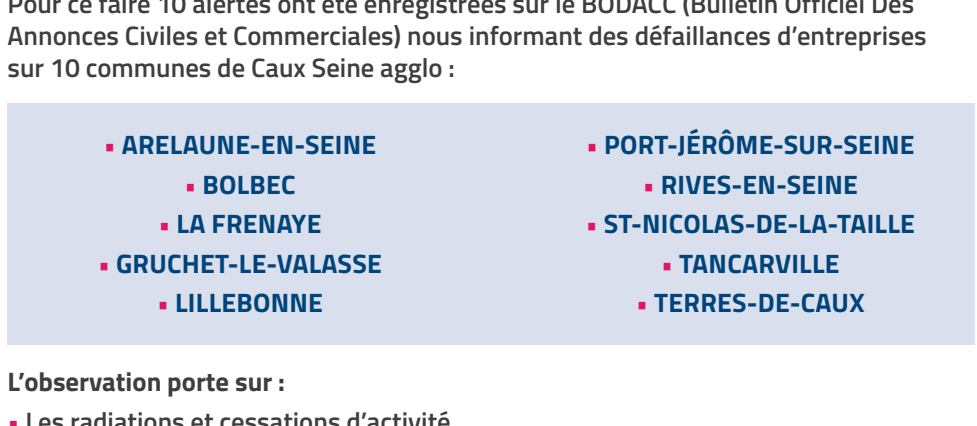 Pour ce faire 10 alertes ont été enregistrées sur le BODACC (Bulletin Officiel Des
Annonces Civiles et Commerciales) nous informant des défaillances d’entreprises
sur 10 communes de Caux Seine agglo :
▪ ARELAUNE-EN-SEINE
▪ BOLBEC
▪ LA FRENAYE
▪ GRUCHET-LE-VALASSE
▪ LILLEBONNE
▪ PORT-JÉRÔME-SUR-SEINE
▪ RIVES-EN-SEINE
▪ ST-NICOLAS-DE-LA-TAILLE
▪ TANCARVILLE
▪ TERRES-DE-CAUX
L’observation porte sur :
▪ Les radiations et cessations d’activité